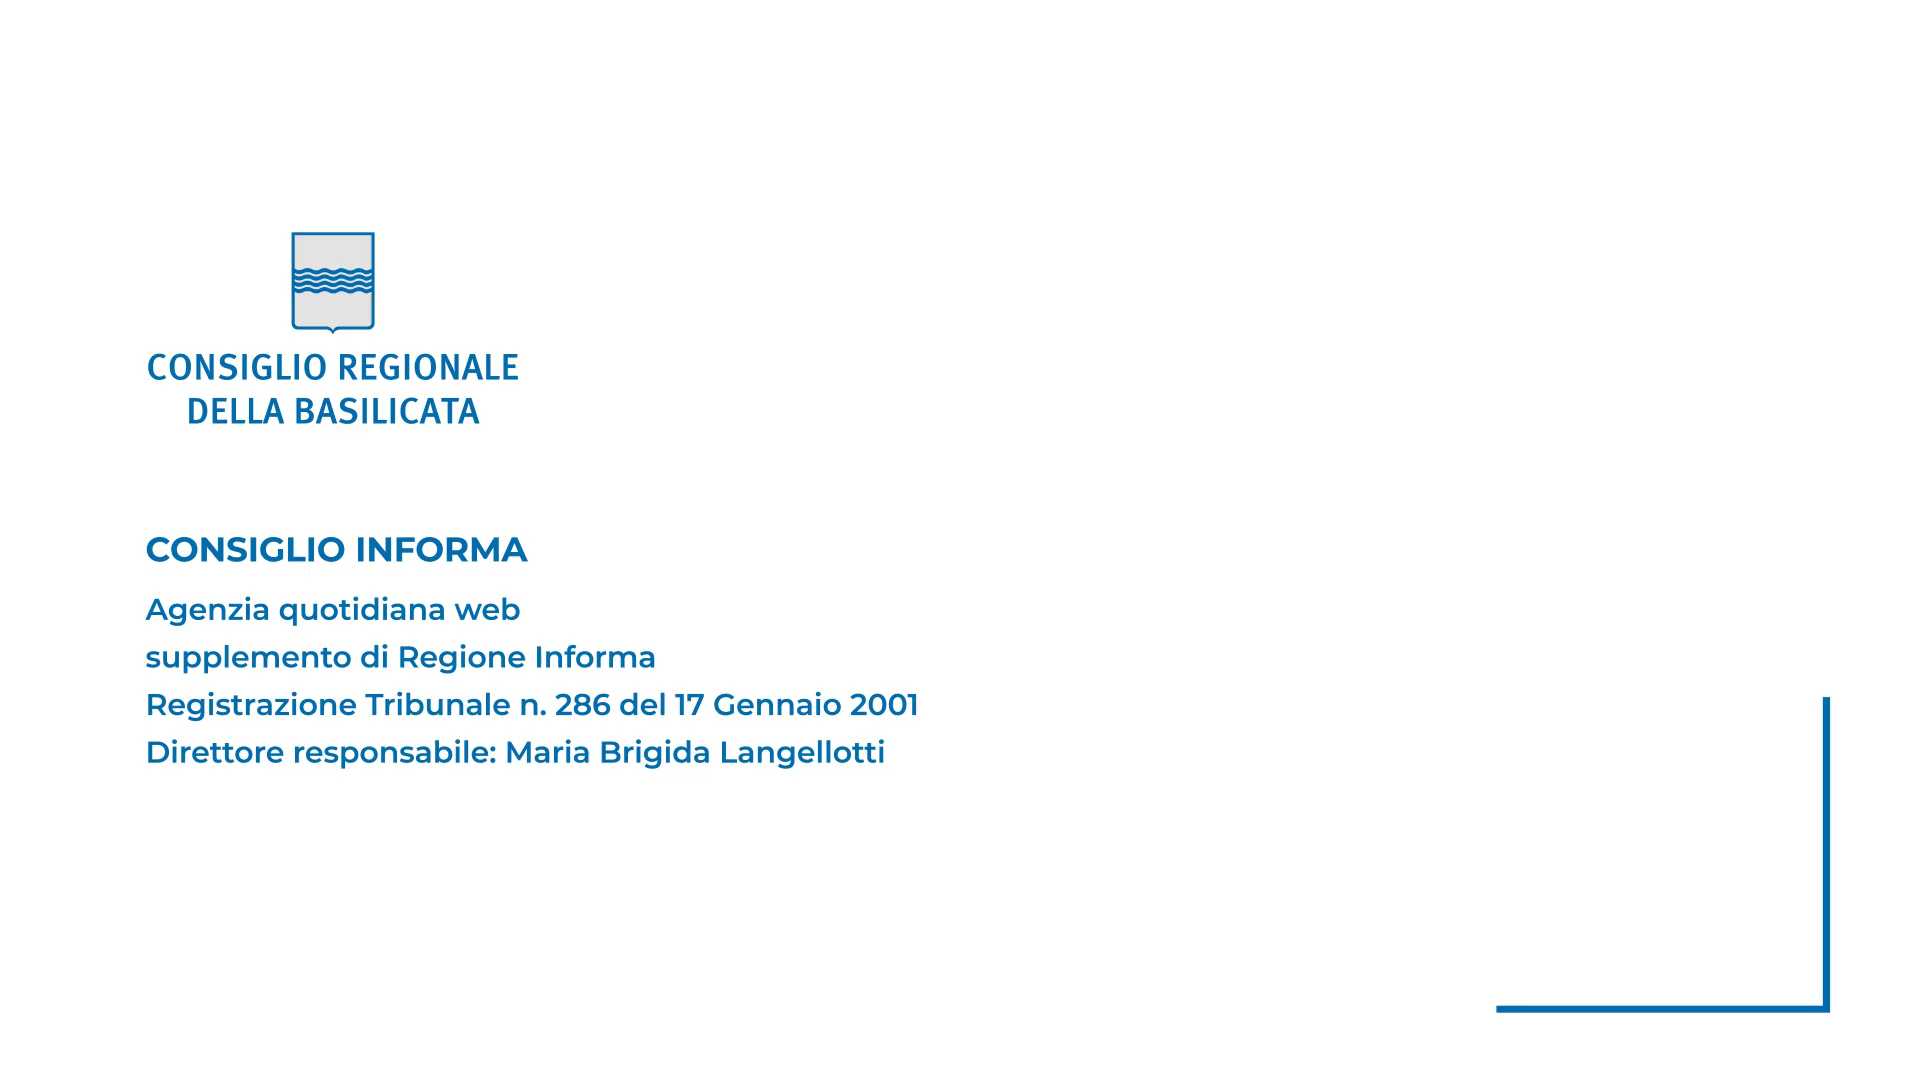 CONSIGLIO REGIONALE
DELLA BASILICATA
CONSIGLIO INFORMA
Agenzia quotidiana web
supplemento di Regione Informa
Registrazione Tribunale n. 286 del 17 Gennaio 2001
Direttore responsabile: Maria Brigida Langellotti